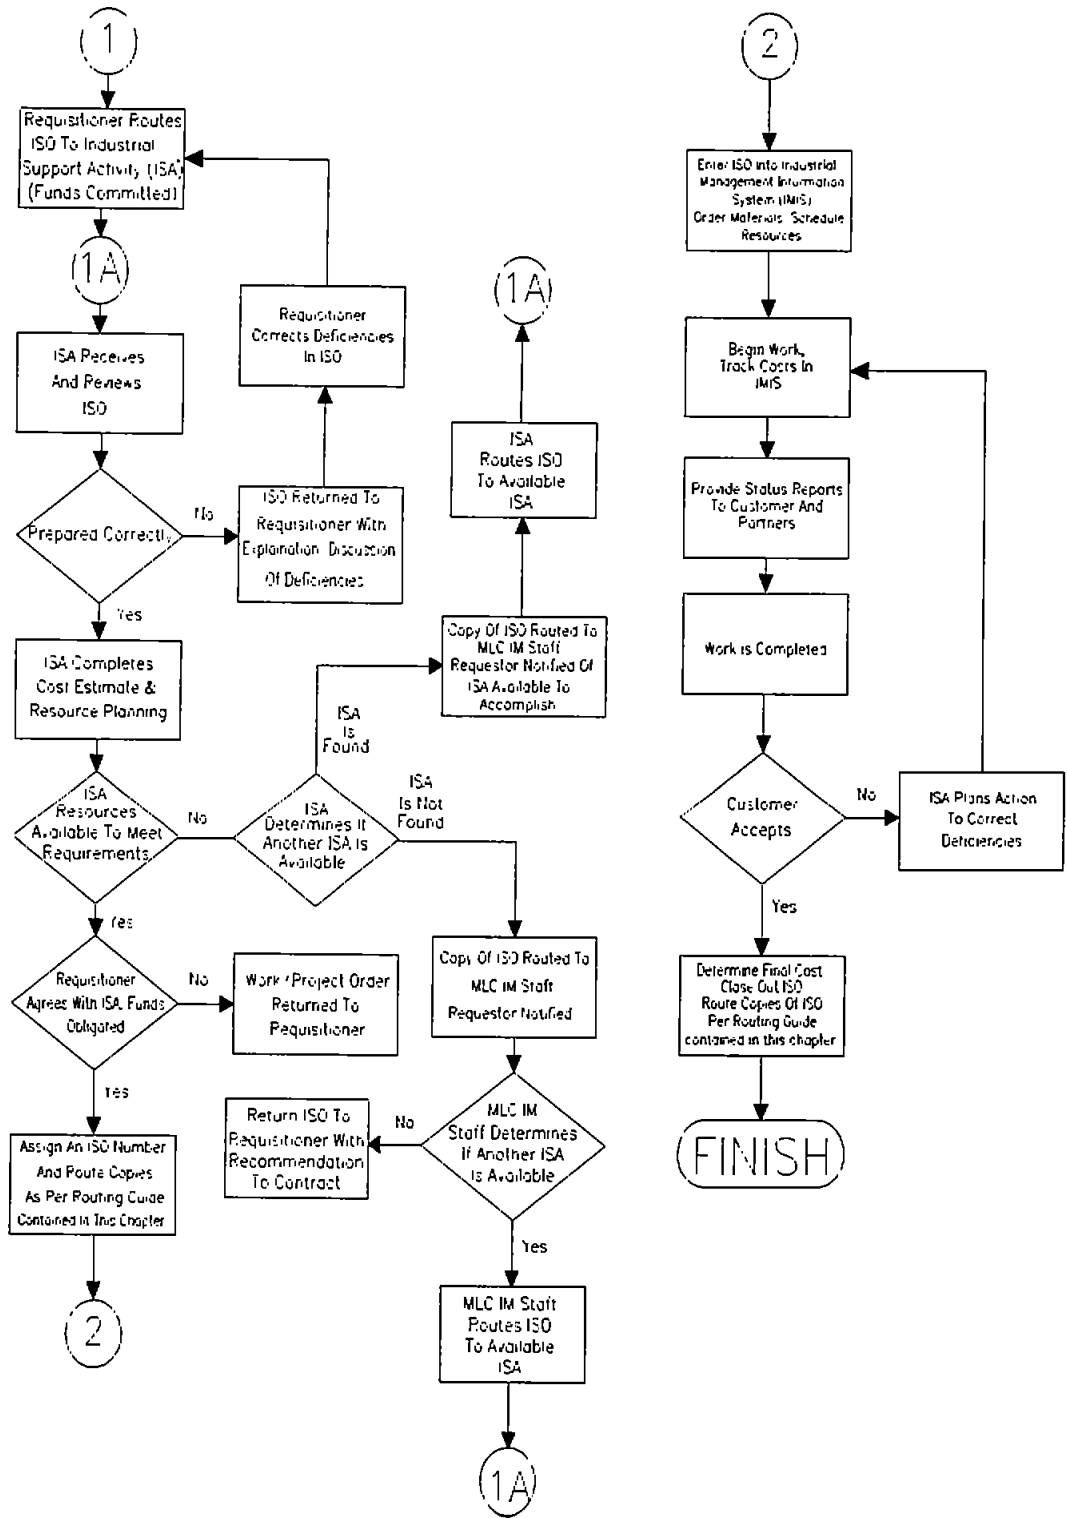 1
Requisitioner Routes
ISO To Industrial
Support Activity (ISA)
(Funds Committed)
1A
ISA Receives
And Reviews
ISO
Prepared Correctly
No
ISO Returned To
Requisitioner With
Explaination Discussion
Of Deficiencies
Requisitioner
Corrects Deficiencies
In ISO
Yes
ISA Completes
Cost Estimate &
Resource Planning
ISA
Resources
Available To Meet
Requirements
No
ISA
Determines If
Another ISA Is
Available
ISA
Is
Found
Copy Of ISO Routed To
MLC IM Staff
Requestor Notified Of
ISA Available To
Accomplish
ISA
Routes ISO
To Available
ISA
1A
ISA
Is Not
Found
Copy Of ISO Routed To
MLC IM Staff
Requestor Notified
MLC IM
Staff Determines
If Another ISA
Is Available
No
Return ISO To
Requisitioner With
Recommendation
To Contract
Yes
MLC IM Staff
Routes ISO
To Available
ISA
1A
Yes
Requisitioner
Agrees With ISA, Funds
Obligated
No
Work / Project Order
Returned To
Requisitioner
Yes
Assign An ISO Number
And Route Copies
As Per Routing Guide
Contained In This Chapter
2
2
Enter ISO into Industrial
Management Information
System (IMIS)
Order Materials Schedule
Resources
Begin Work,
Track Costs In
IMIS
Provide Status Reports
To Customer And
Partners
Work is Completed
Customer
Accepts
No
ISA Plans Action
To Correct
Deficiencies
Yes
Determine Final Cost
Close Out ISO
Route Copies Of ISO
Per Routing Guide
contained in this chapter
FINISH